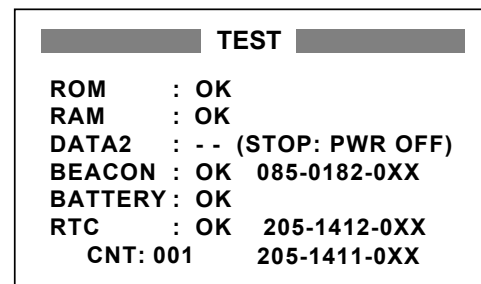 TEST
ROM : OK
RAM : OK
DATA2 : - - (STOP: PWR OFF)
BEACON : OK 085-0182-0XX
BATTERY : OK
RTC : OK 205-1412-0XX
CNT: 001 205-1411-0XX